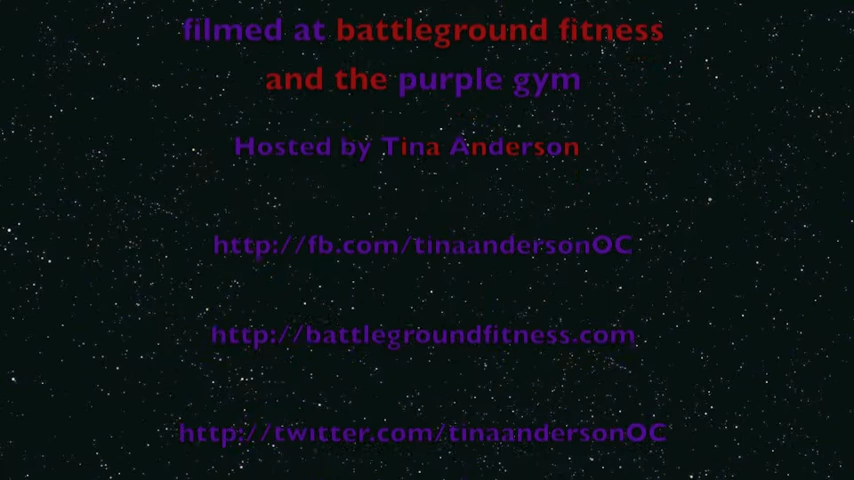 filmed at battleground fitness
and the purple gym
Hosted by Tina Anderson
http://fb.com/tinaandersonOC
http://battlegroundfitness.com
http://twitter.com/tinaandersonOC